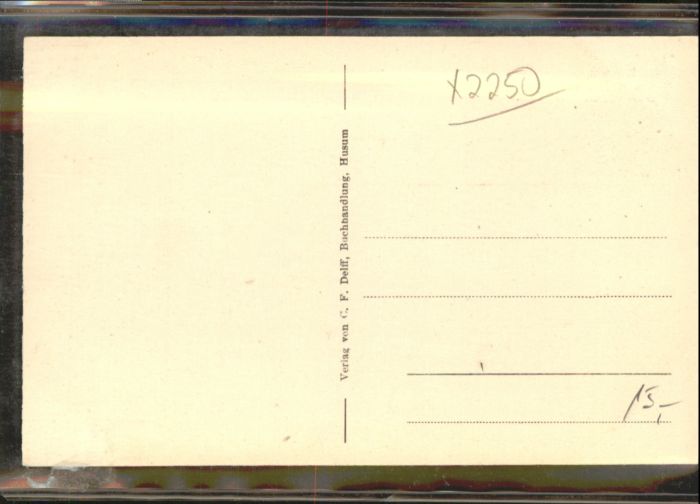 X2250
Verlag von C. F. Delff, Buchhandlung, Husum
15,-